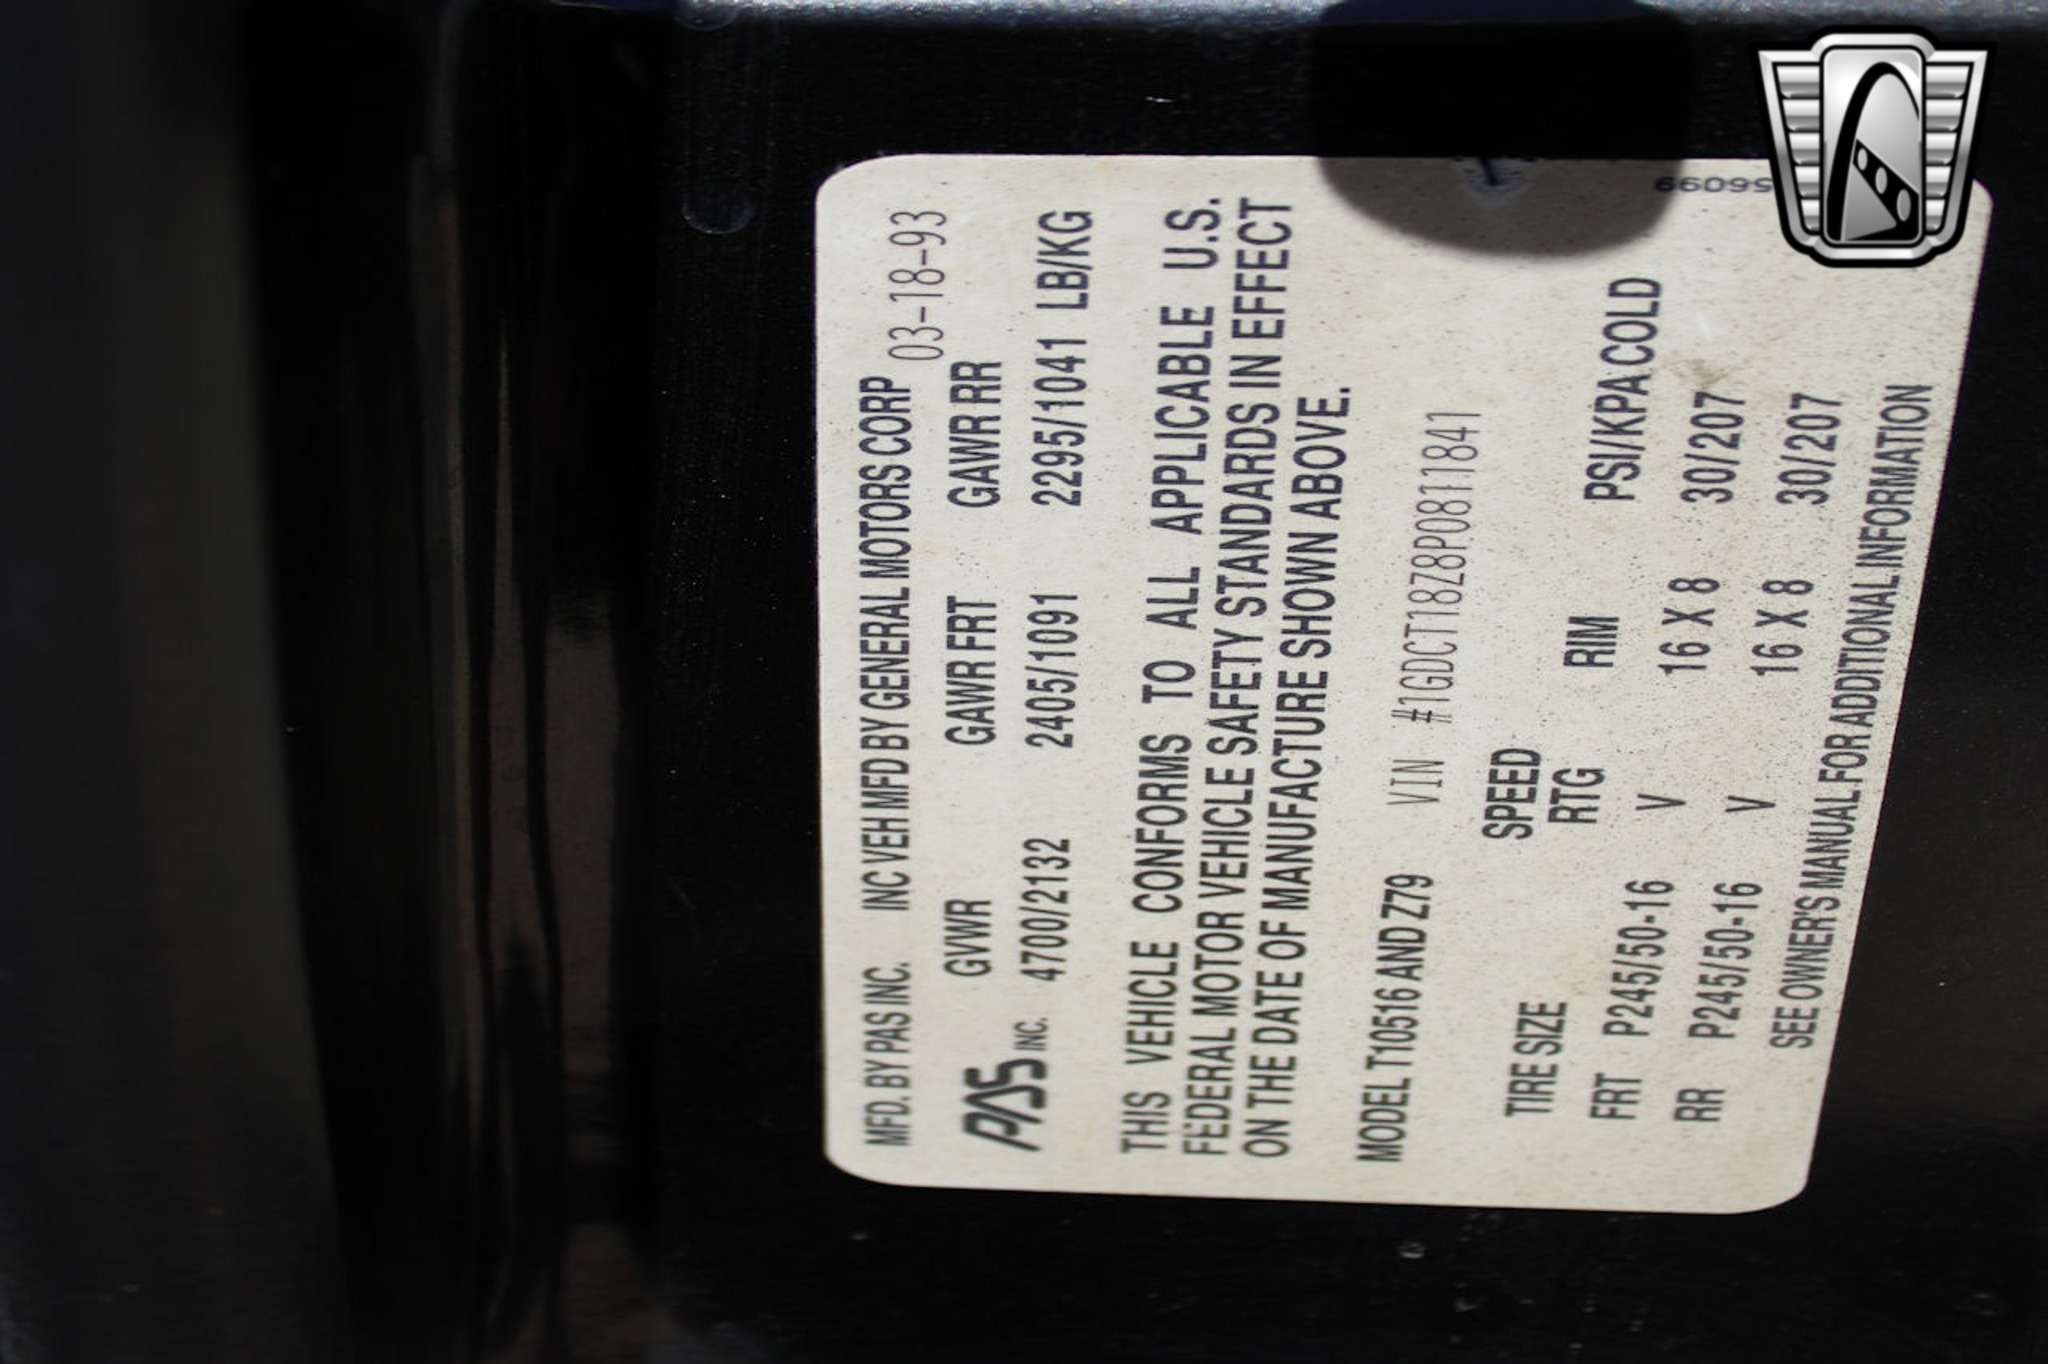 MFD. BY PAS INC. INC VEH MFD BY GENERAL MOTORS CORP
03-18-93
GVWR GAWR FRT GAWR RR
PAS INC. 4700/2132 2405/1091 2295/1041 LB/KG
THIS VEHICLE CONFORMS TO ALL APPLICABLE U.S.
FEDERAL MOTOR VEHICLE SAFETY STANDARDS IN EFFECT
ON THE DATE OF MANUFACTURE SHOWN ABOVE.
MODEL T10516 AND Z79 VIN #1GDCT18Z8P0811841
SPEED
TIRE SIZE RTG RIM PSI/KPA COLD
FRT P245/50-16 V 16 X 8 30/207
RR P245/50-16 V 16 X 8 30/207
SEE OWNER'S MANUAL FOR ADDITIONAL INFORMATION